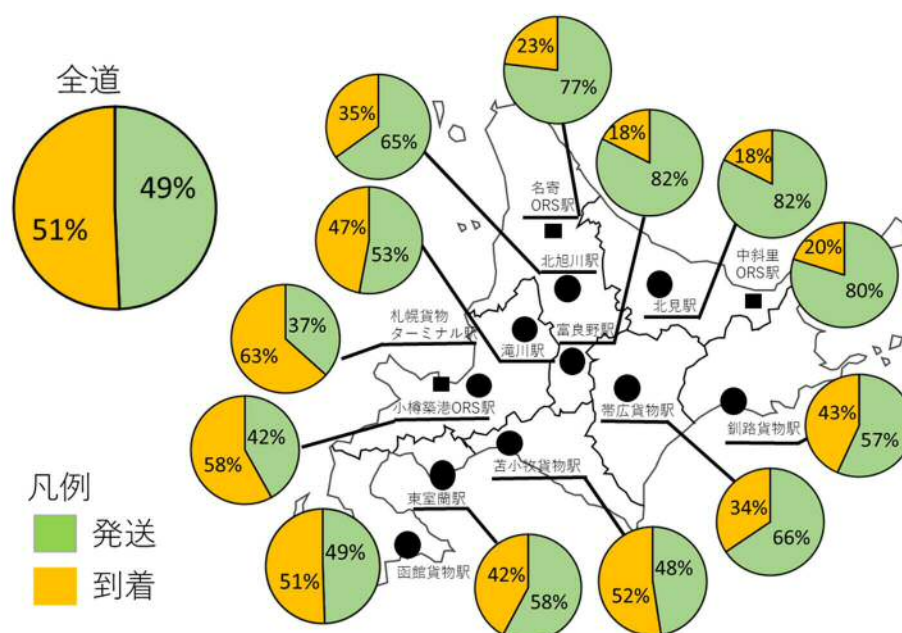 全道
49%
51%
凡例
発送
到着
23%
77%
35%
65%
18%
82%
18%
82%
47%
53%
20%
80%
37%
63%
42%
58%
43%
57%
34%
66%
49%
51%
42%
58%
48%
52%
名寄
ORS駅
北旭川駅
中斜里
ORS駅
北見駅
札幌貨物
ターミナル駅
滝川駅
富良野駅
小樽築港ORS駅
帯広貨物駅
釧路貨物駅
苫小牧貨物駅
東室蘭駅
函館貨物駅